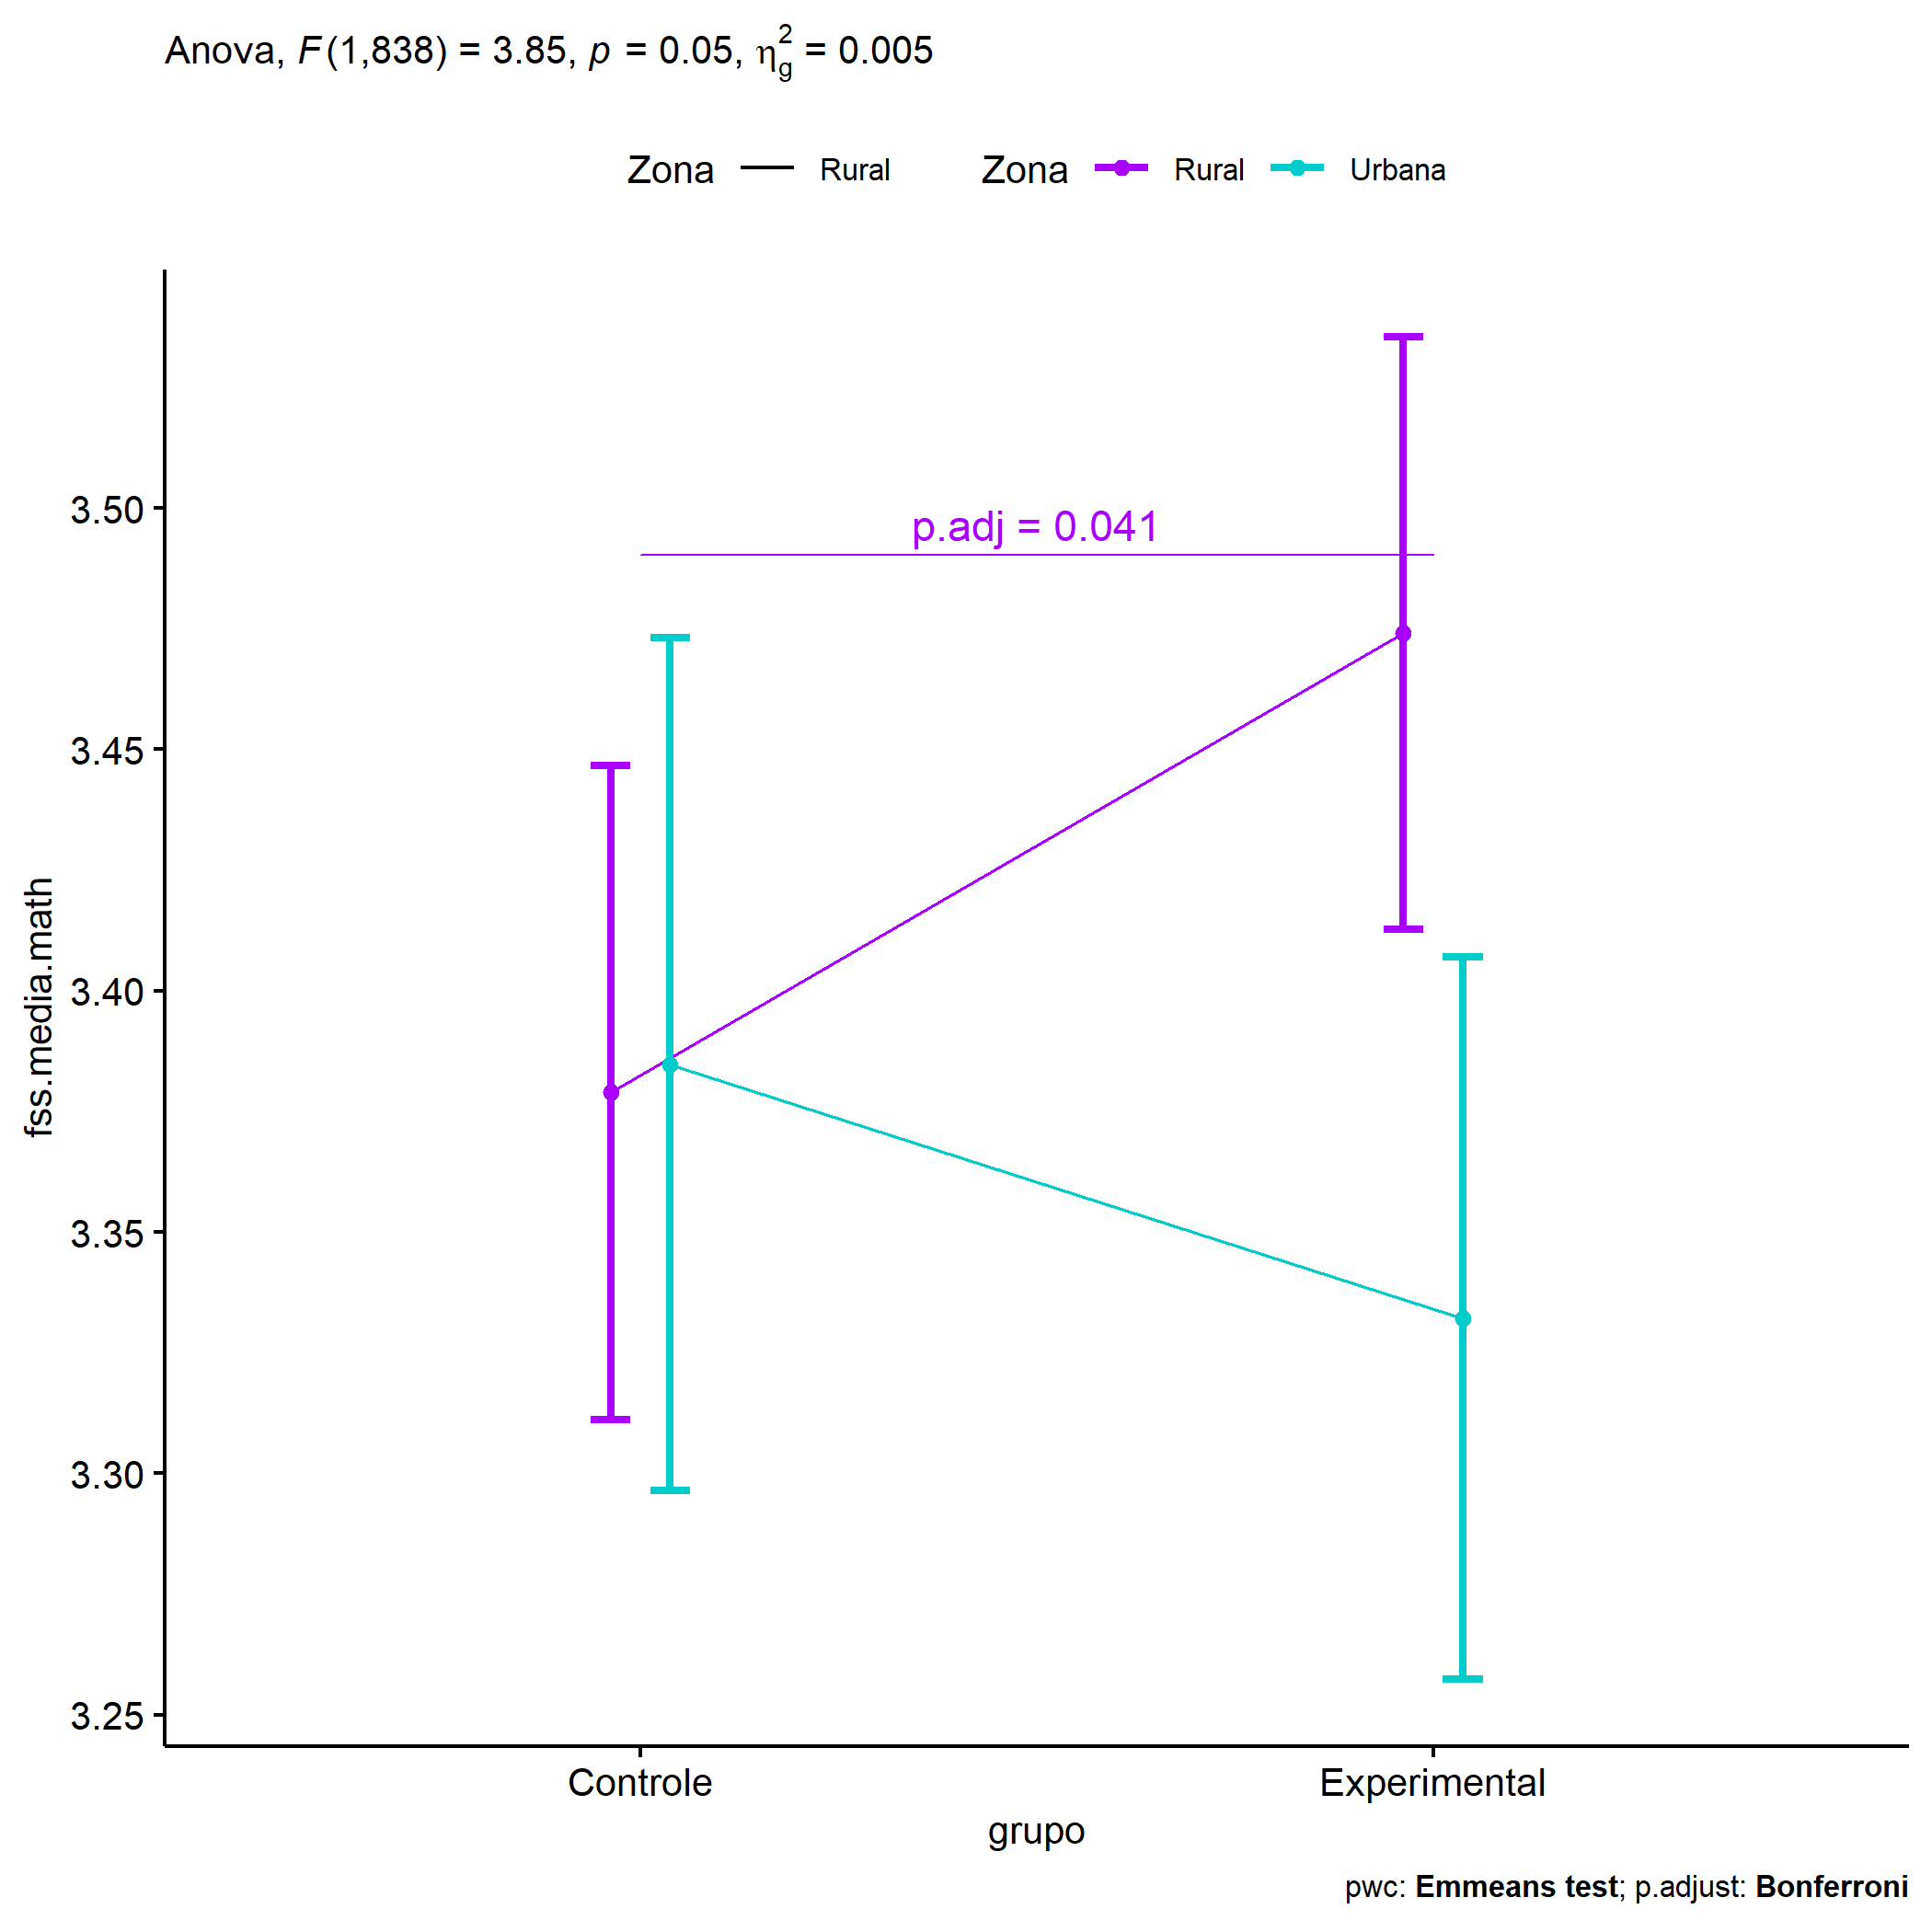 Anova, F(1,838) = 3.85, p = 0.05, η²g = 0.005
Zona Rural Zona Rural Urbana
p.adj = 0.041
3.50
3.45
3.40
3.35
3.30
3.25
fss.media.math
Controle Experimental
grupo
pwc: Emmeans test; p.adjust: Bonferroni